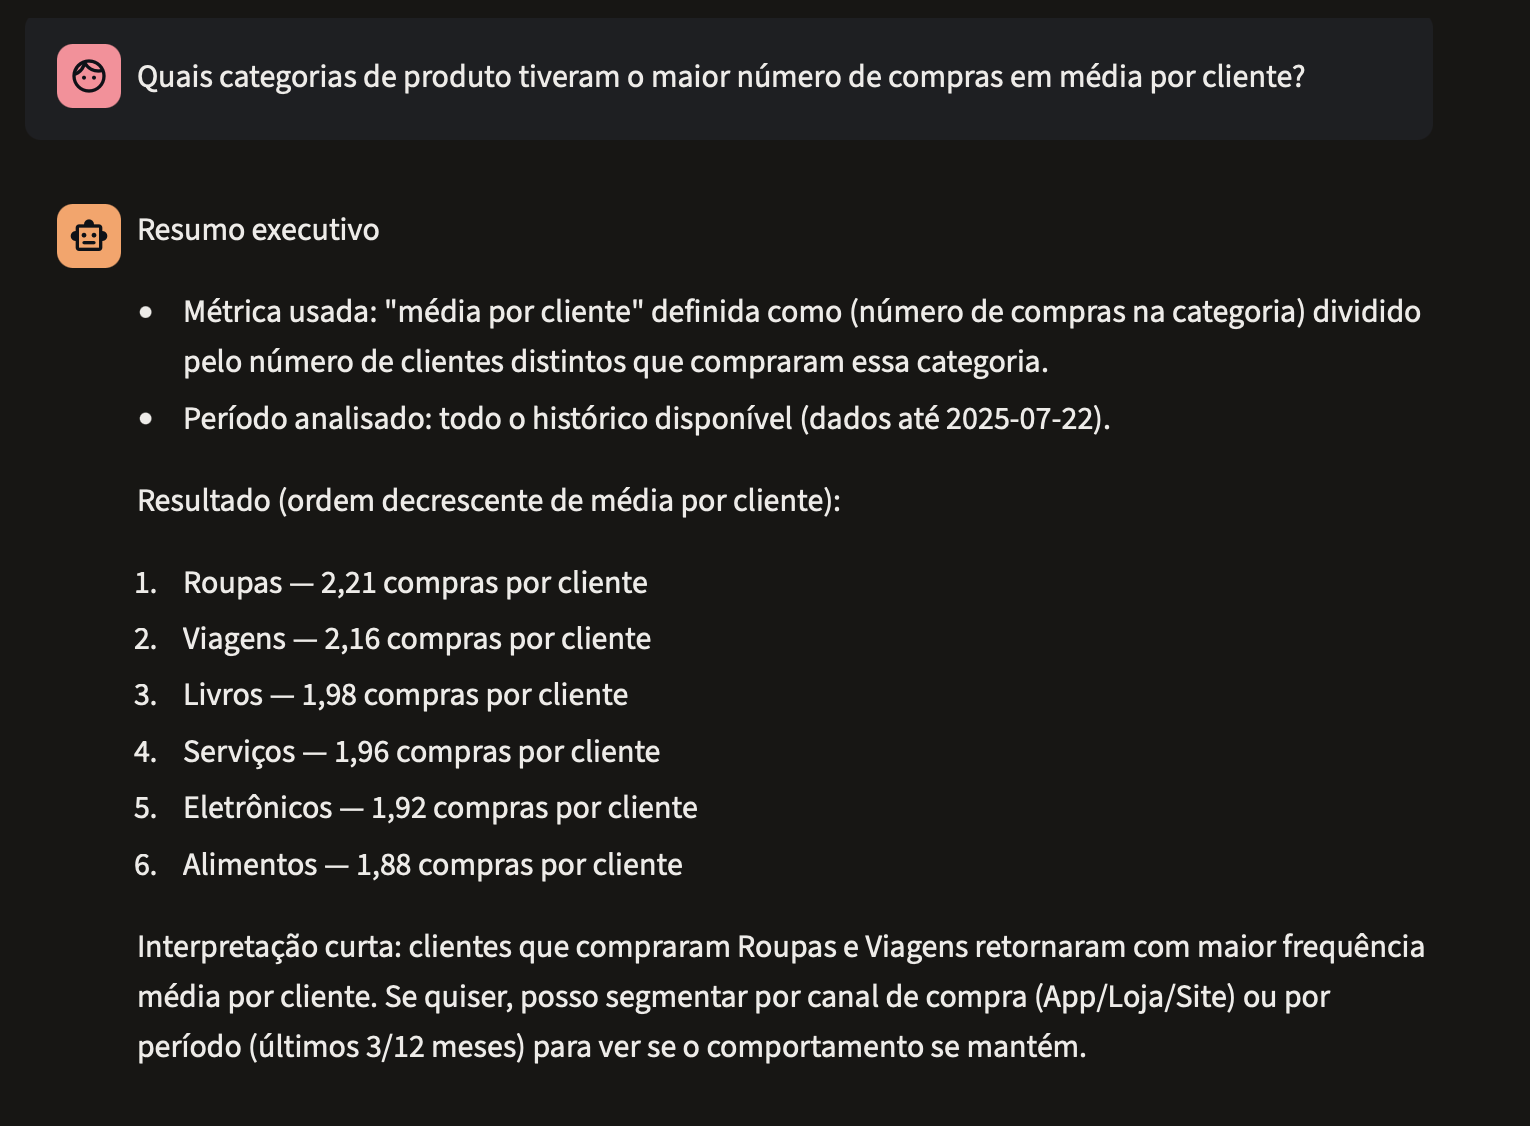 Quais categorias de produto tiveram o maior número de compras em média por cliente?
Resumo executivo
• Métrica usada: "média por cliente" definida como (número de compras na categoria) dividido
pelo número de clientes distintos que compraram essa categoria.
• Período analisado: todo o histórico disponível (dados até 2025-07-22).
Resultado (ordem decrescente de média por cliente):
1. Roupas — 2,21 compras por cliente
2. Viagens — 2,16 compras por cliente
3. Livros — 1,98 compras por cliente
4. Serviços — 1,96 compras por cliente
5. Eletrônicos — 1,92 compras por cliente
6. Alimentos — 1,88 compras por cliente
Interpretação curta: clientes que compraram Roupas e Viagens retornaram com maior frequência
média por cliente. Se quiser, posso segmentar por canal de compra (App/Loja/Site) ou por
período (últimos 3/12 meses) para ver se o comportamento se mantém.